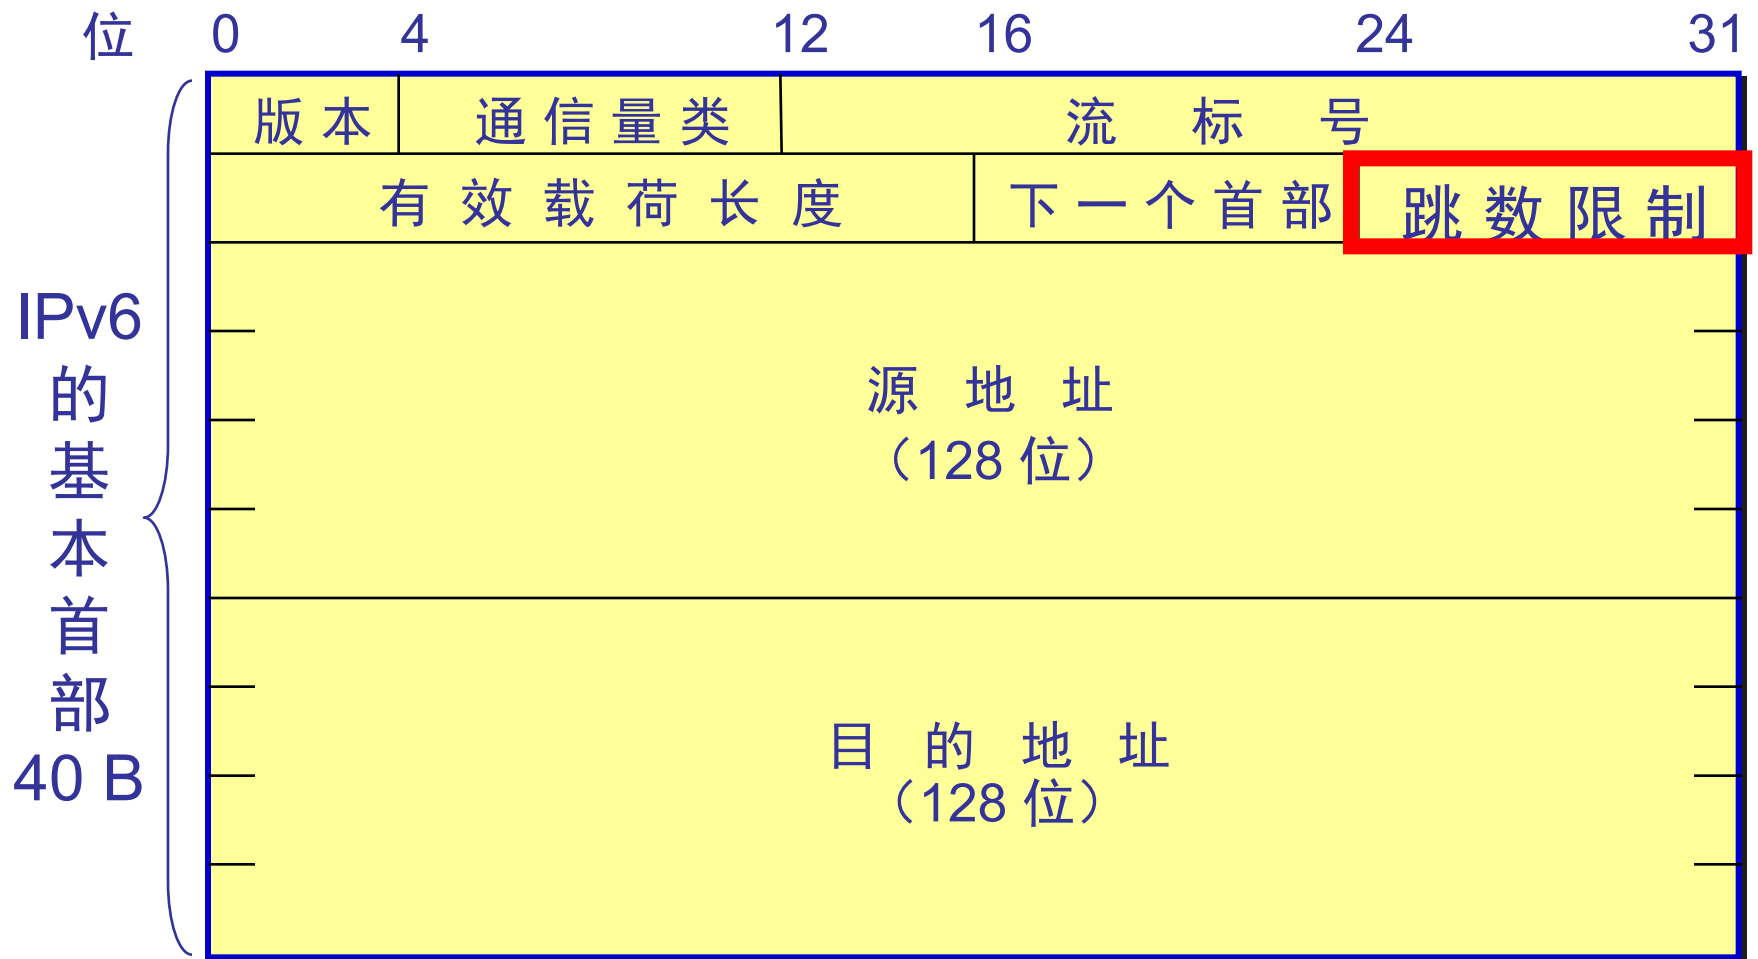 位 0 4 12 16 24 31
版本 通信量类 流标号
有效载荷长度 下一个首部 跳数限制
IPv6
的
基
本
首
部
40 B
源地址
（128 位）
目的地址
（128 位）